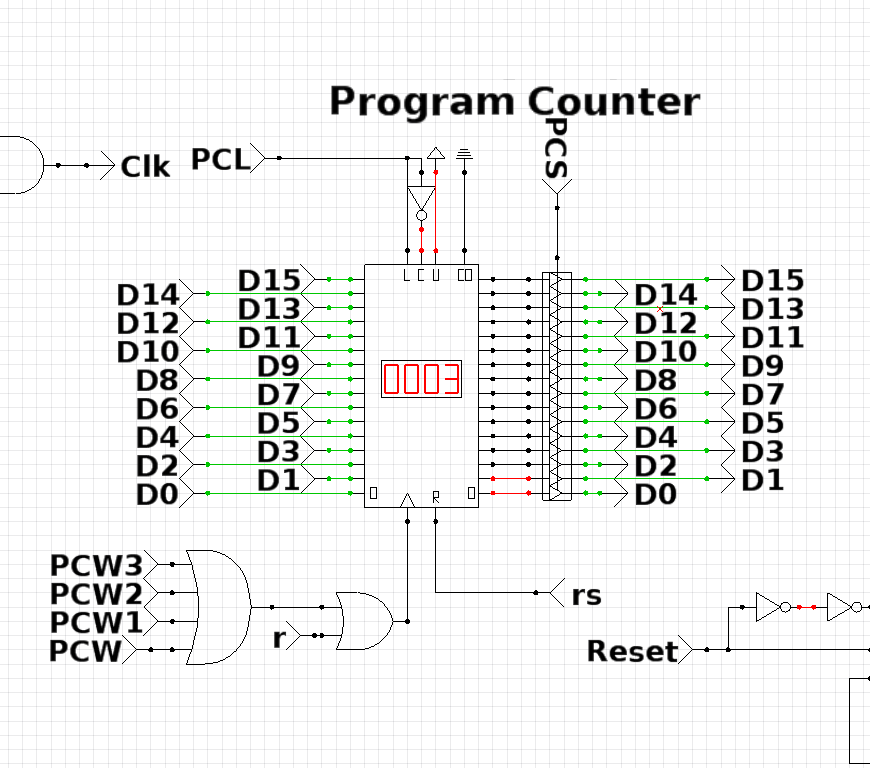 Program Counter
PCS
Clk
PCL
L C U
D15
D14
D13
D12
D11
D10
D9
D8
D7
D6
D5
D4
D3
D2
D1
D0
0003
R
D15
D14
D13
D12
D11
D10
D9
D8
D7
D6
D5
D4
D3
D2
D1
D0
PCW3
PCW2
PCW1
PCW
r
rs
Reset